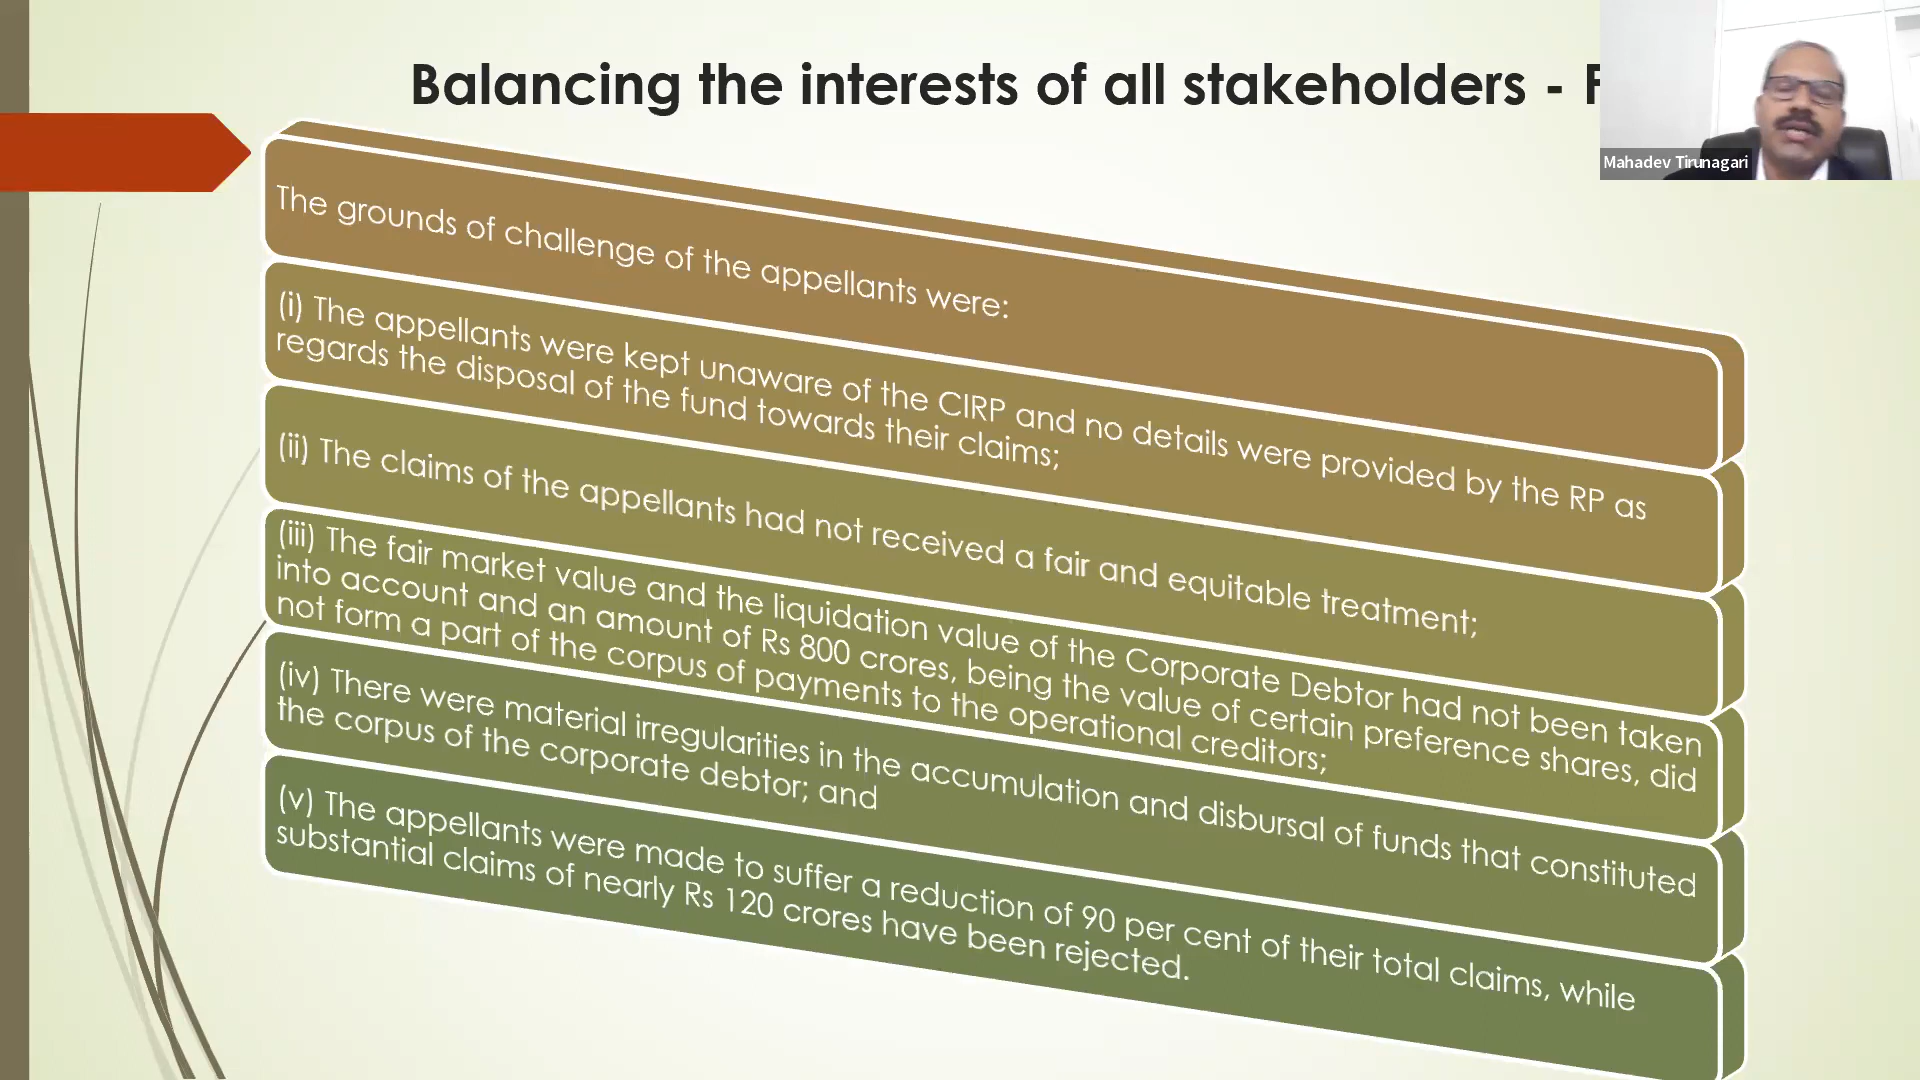 Balancing the interests of all stakeholders -
Mahadev Tirunagari
The grounds of challenge of the appellants were:
(i) The appellants were kept unaware of the CIRP and no details were provided by the RP as
regards the disposal of the fund towards their claims;
(ii) The claims of the appellants had not received a fair and equitable treatment;
(iii) The fair market value and the liquidation value of the Corporate Debtor had not been taken
into account and an amount of Rs 800 crores, being the value of certain preference shares, did
not form a part of the corpus of payments to the operational creditors;
(iv) There were material irregularities in the accumulation and disbursal of funds that constituted
the corpus of the corporate debtor; and
(v) The appellants were made to suffer a reduction of 90 per cent of their total claims, while
substantial claims of nearly Rs 120 crores have been rejected.